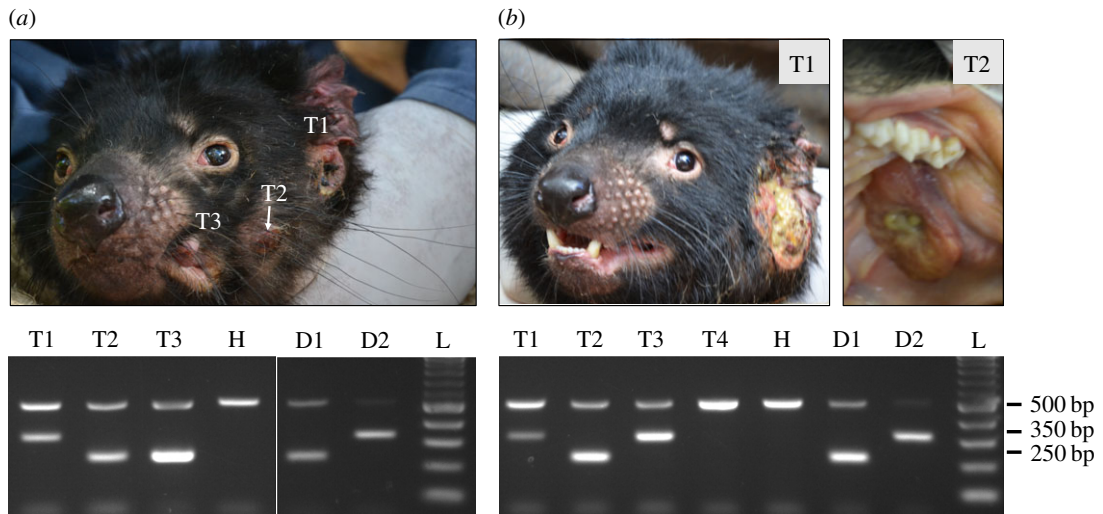 (a)
(b)
T1
T2
T3
T1
T2
T1 T2 T3 H D1 D2 L
T1 T2 T3 T4 H D1 D2 L
500 bp
350 bp
250 bp